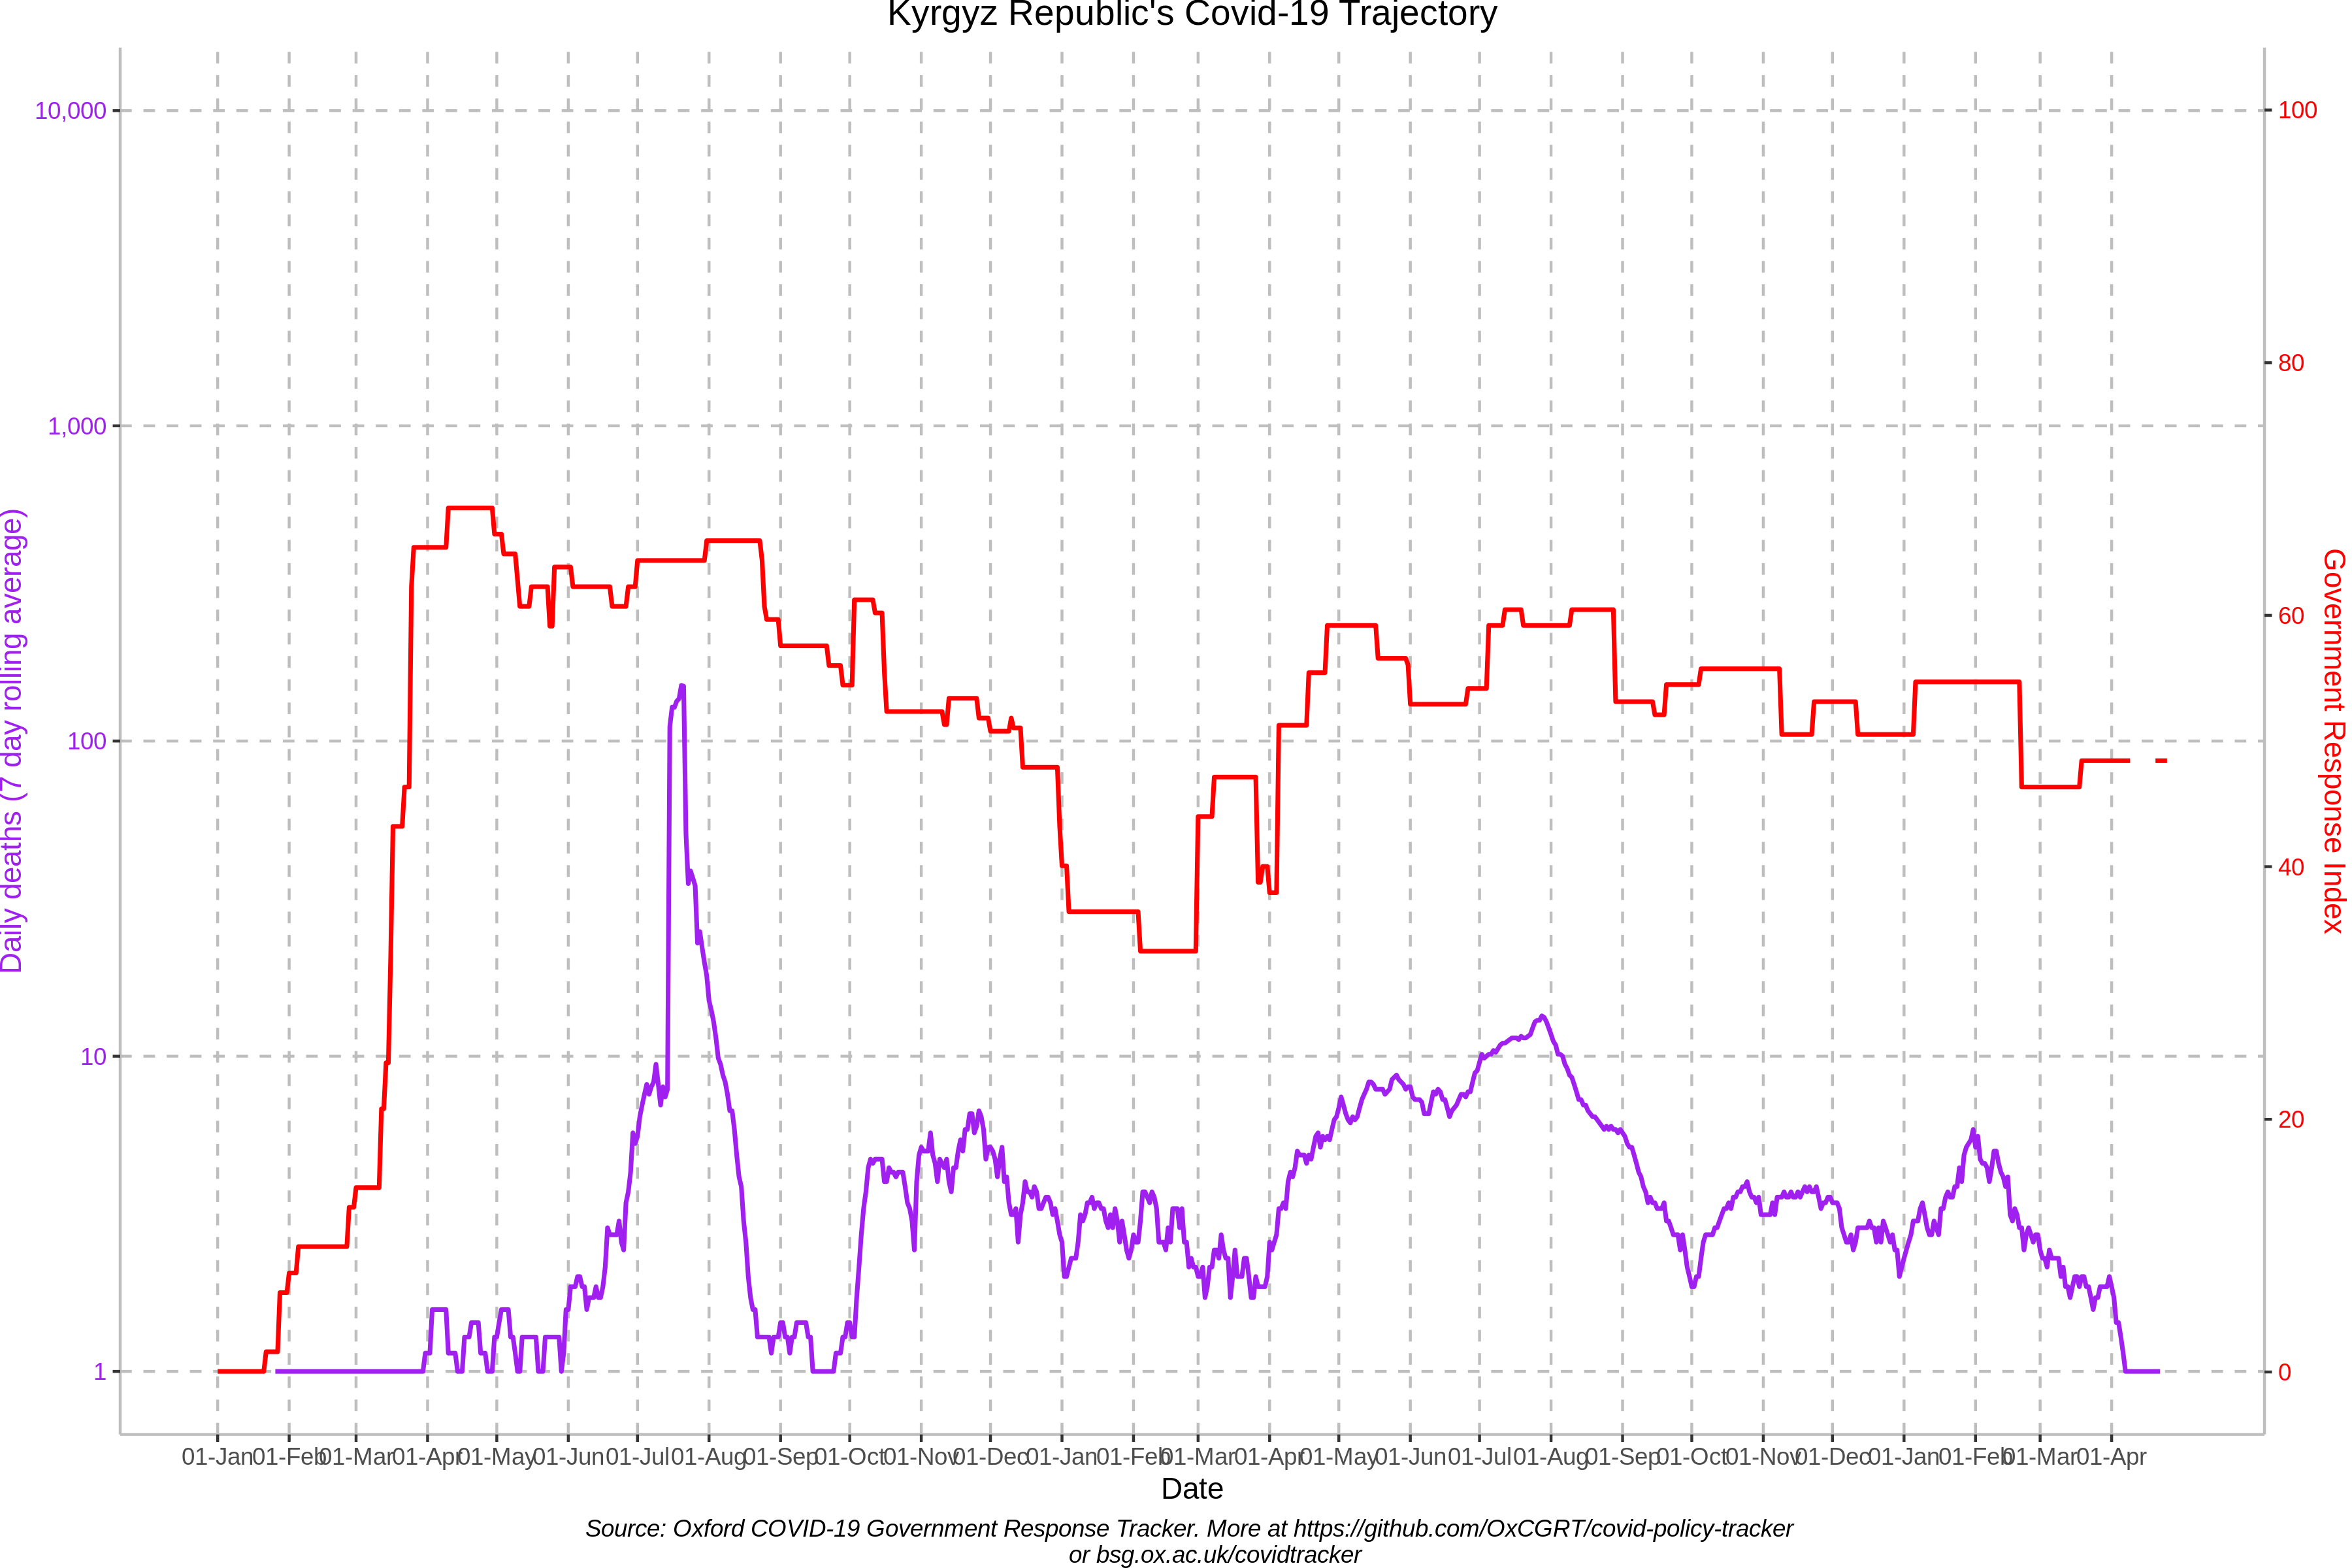 Kyrgyz Republic's Covid-19 Trajectory
10,000
1,000
100
10
1
Daily deaths (7 day rolling average)
100
80
60
40
20
0
Government Response Index
01-Jan 01-Feb 01-Mar 01-Apr 01-May 01-Jun 01-Jul 01-Aug 01-Sep 01-Oct 01-Nov 01-Dec 01-Jan 01-Feb 01-Mar 01-Apr 01-May 01-Jun 01-Jul 01-Aug 01-Sep 01-Oct 01-Nov 01-Dec 01-Jan 01-Feb 01-Mar 01-Apr
Date
Source: Oxford COVID-19 Government Response Tracker. More at https://github.com/OxCGRT/covid-policy-tracker
or bsg.ox.ac.uk/covidtracker